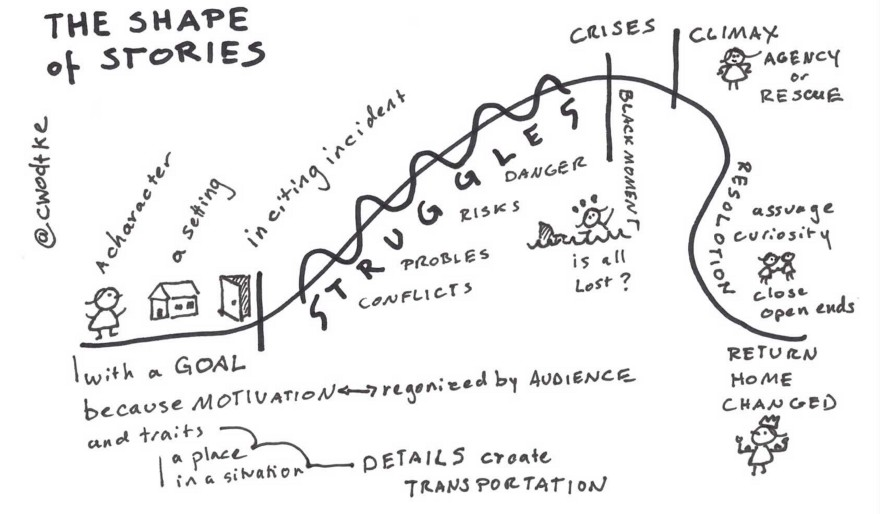 THE SHAPE
of STORIES
@cwodtke
A character
a setting
inciting incident
STRUGGLES
CONFLICTS
PROBLES
RISKS
DANGER
CRISES
BLACK MOMENT
is all
Lost?
CLIMAX
AGENCY
or
RESCUE
RESOLOTION
assuage
curiosity
close
open ends
RETURN
HOME
CHANGED
with a GOAL
because MOTIVATION ↔ regonized by AUDIENCE
and traits
a place
in a sitvation
DETAILS create
TRANSPORTATION